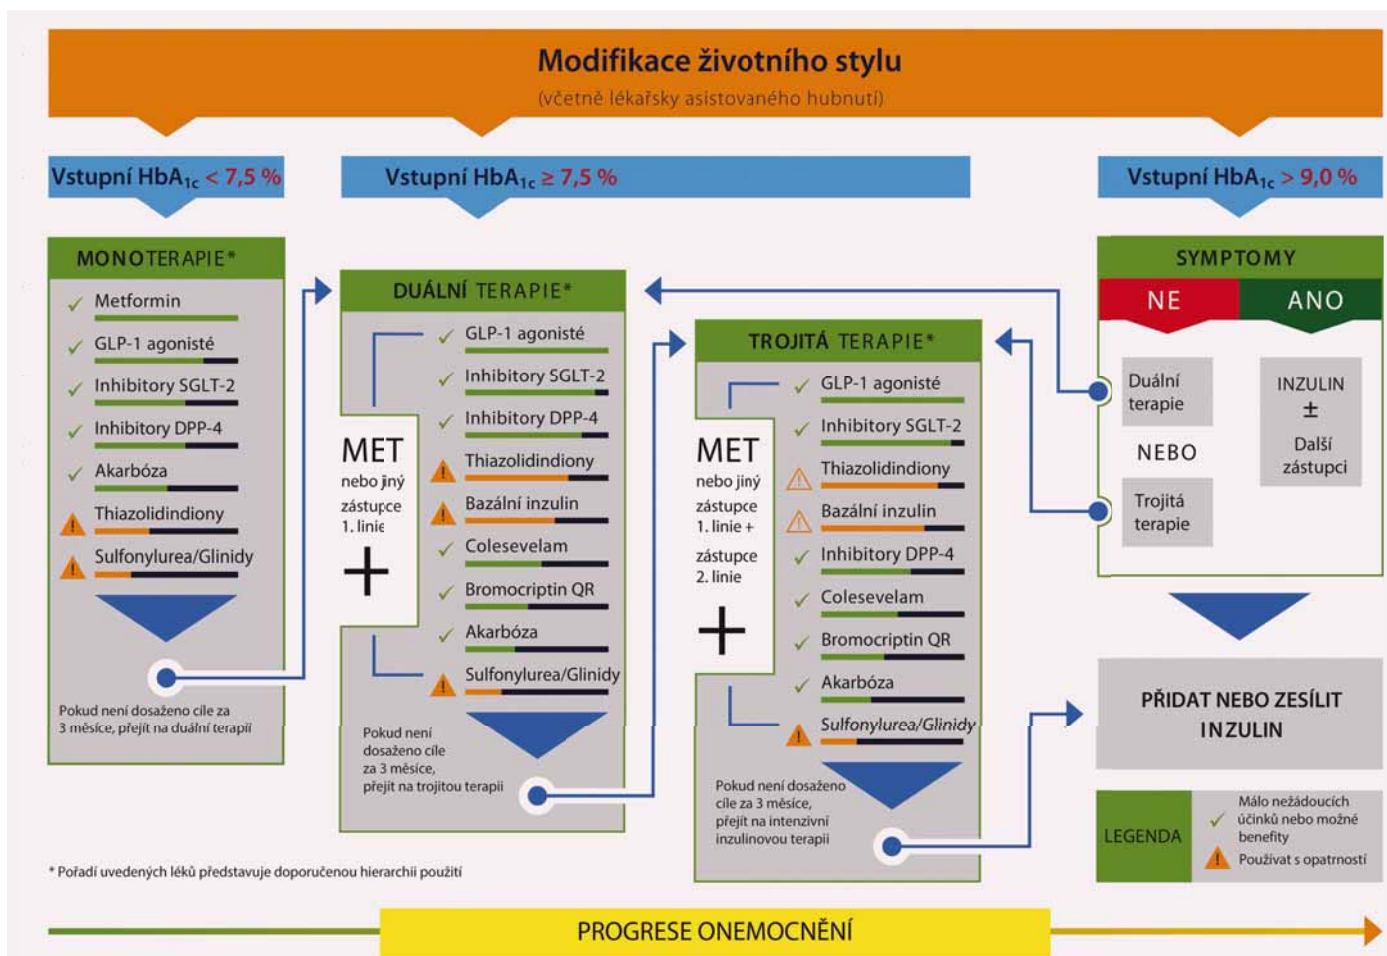 Modifikace životního stylu
(včetně lékařsky asistovaného hubnutí)
Vstupní HbA1c < 7,5 %
Vstupní HbA1c ≥ 7,5 %
Vstupní HbA1c > 9,0 %
MONOTERAPIE*
✓ Metformin
✓ GLP-1 agonisté
✓ Inhibitory SGLT-2
✓ Inhibitory DPP-4
✓ Akarbóza
! Thiazolidindiony
! Sulfonylurea/Glinidy
Pokud není dosaženo cíle za
3 měsíce, přejít na duální terapii
DUÁLNÍ TERAPIE*
MET
nebo jiný
zástupce
1. linie
+
✓ GLP-1 agonisté
✓ Inhibitory SGLT-2
✓ Inhibitory DPP-4
! Thiazolidindiony
! Bazální inzulin
✓ Colesevelam
✓ Bromocriptin QR
✓ Akarbóza
! Sulfonylurea/Glinidy
Pokud není
dosaženo cíle
za 3 měsíce,
přejít na trojitou terapii
TROJITÁ TERAPIE*
MET
nebo jiný
zástupce
1. linie +
zástupce
2. linie
+
✓ GLP-1 agonisté
✓ Inhibitory SGLT-2
! Thiazolidindiony
! Bazální inzulin
✓ Inhibitory DPP-4
✓ Colesevelam
✓ Bromocriptin QR
✓ Akarbóza
! Sulfonylurea/Glinidy
Pokud není dosaženo
cíle za 3 měsíce,
přejít na intenzivní
inzulinovou terapii
SYMPTOMY
NE
ANO
Duální
terapie
NEBO
Trojitá
terapie
INZULIN
±
Další
zástupci
PŘIDAT NEBO ZESÍLIT
INZULIN
LEGENDA
✓ Málo nežádoucích
účinků nebo možné
benefity
! Používat s opatrností
* Pořadí uvedených léků představuje doporučenou hierarchii použití
PROGRESE ONEMOCNĚNÍ